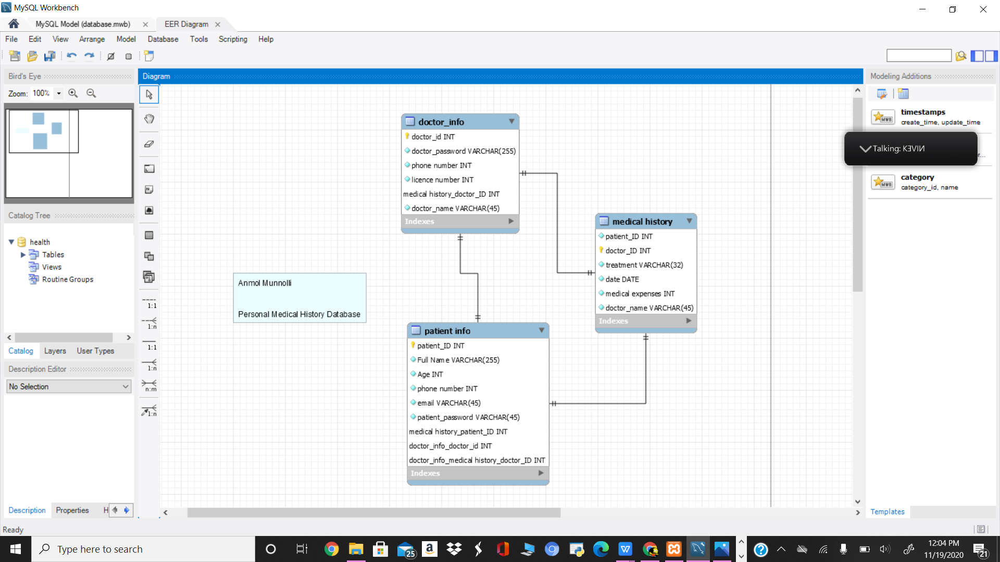 MySQL Workbench
MySQL Model (database.mwb)
EER Diagram
File Edit View Arrange Model Database Tools Scripting Help
Bird's Eye
Zoom: 100%
Catalog Tree
health
Tables
Views
Routine Groups
Catalog Layers User Types
Description Editor
No Selection
Description Properties H
Ready
Diagram
1:1
1:n
1:1
1:n
n:m
1:n
doctor_info
doctor_id INT
doctor_password VARCHAR(255)
phone number INT
licence number INT
medical history_doctor_ID INT
doctor_name VARCHAR(45)
Indexes
medical history
patient_ID INT
doctor_ID INT
treatment VARCHAR(32)
date DATE
medical expenses INT
doctor_name VARCHAR(45)
Indexes
Anmol Munnolli
Personal Medical History Database
patient info
patient_ID INT
Full Name VARCHAR(255)
Age INT
phone number INT
email VARCHAR(45)
patient_password VARCHAR(45)
medical history_patient_ID INT
doctor_info_doctor_id INT
doctor_info_medical history_doctor_ID INT
Indexes
Modeling Additions
MWB
timestamps
create_time, update_time
Talking: KƎVIИ
r...
MWB
category
category_id, name
Templates
Type here to search
25
12:04 PM
11/19/2020
21